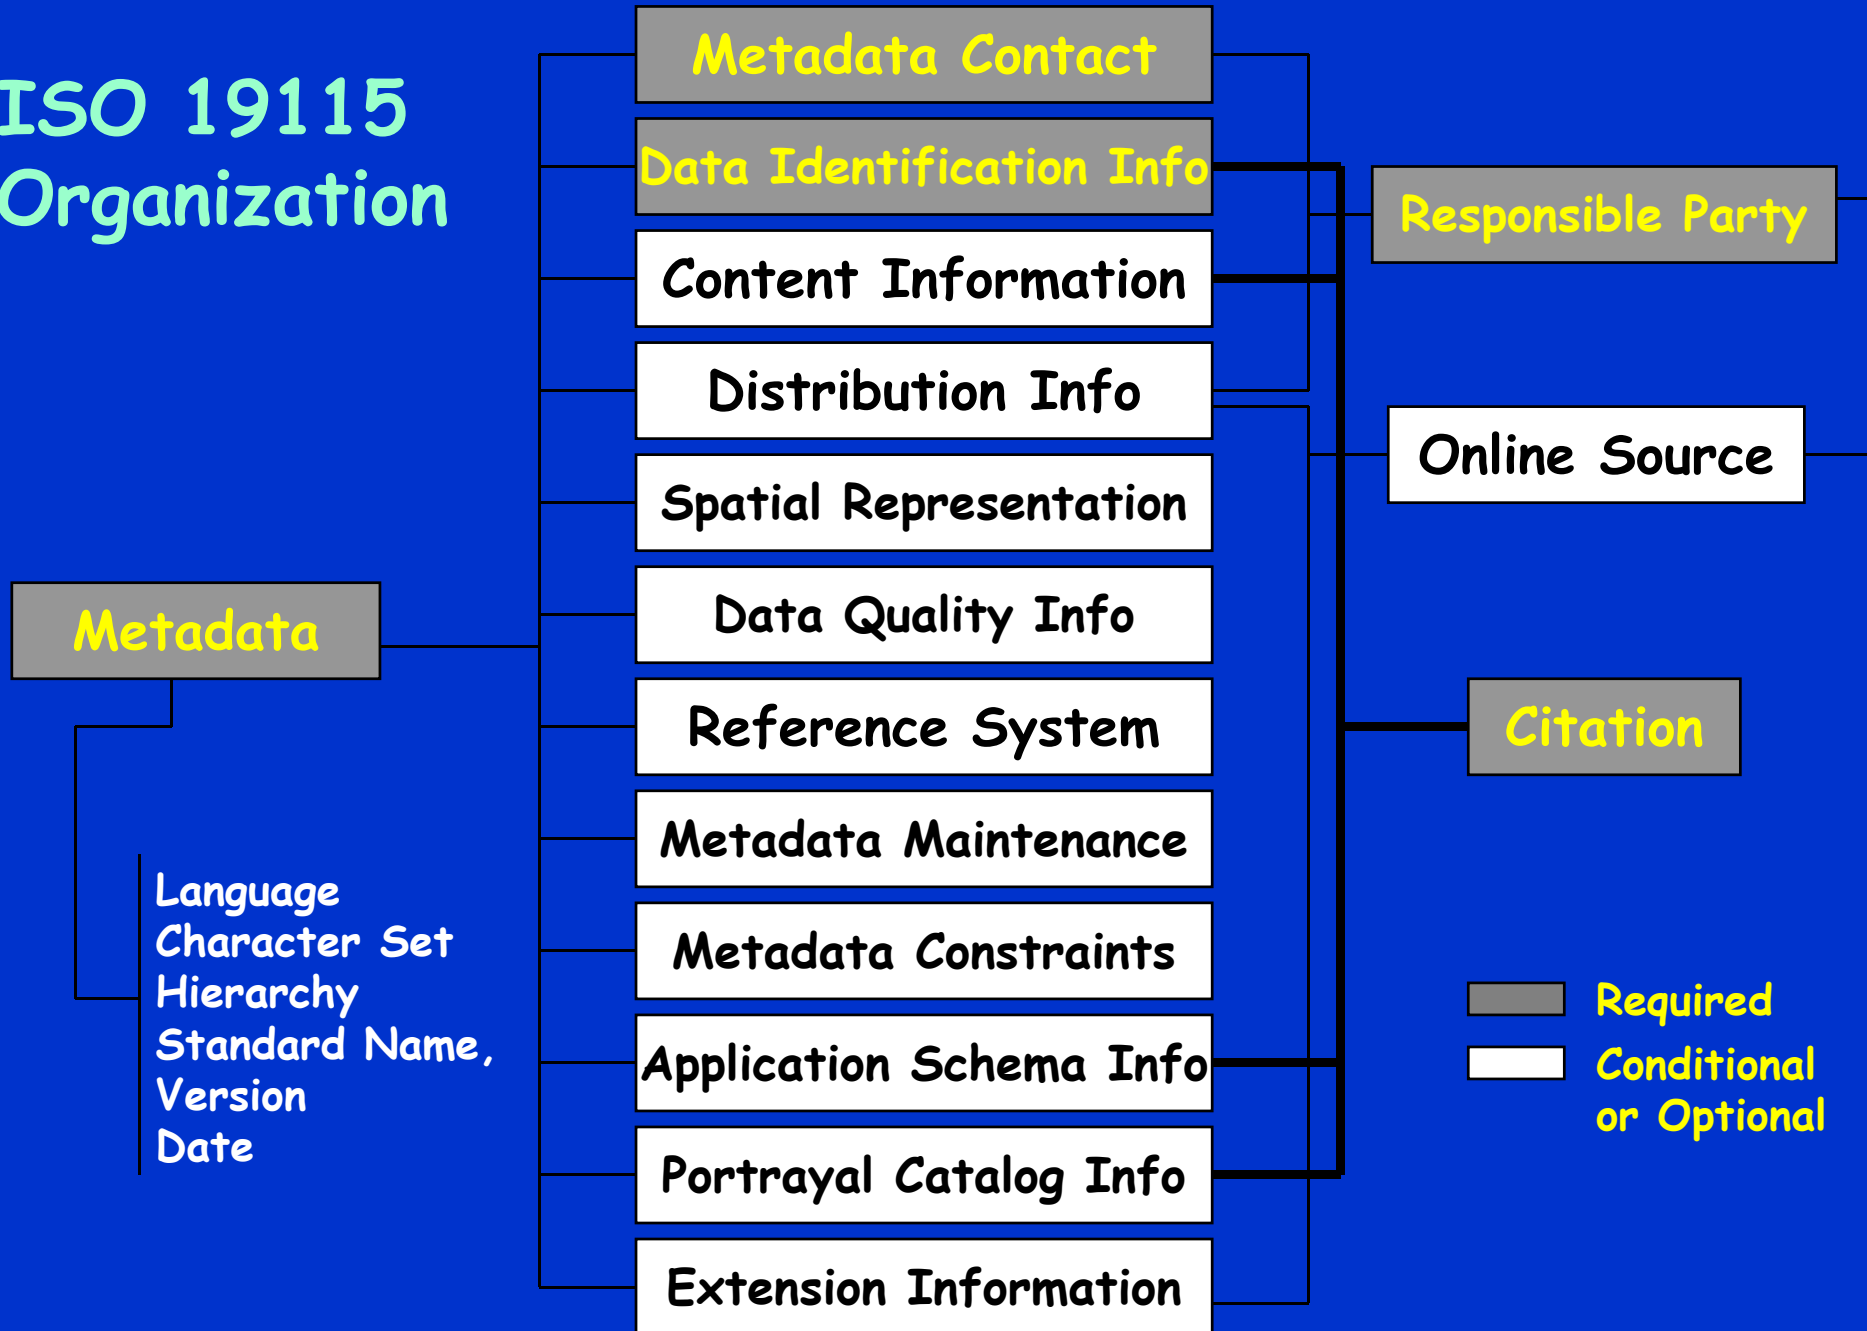 ISO 19115
Organization
Metadata
Language
Character Set
Hierarchy
Standard Name,
Version
Date
Metadata Contact
Data Identification Info
Content Information
Distribution Info
Spatial Representation
Data Quality Info
Reference System
Metadata Maintenance
Metadata Constraints
Application Schema Info
Portrayal Catalog Info
Extension Information
Responsible Party
Online Source
Citation
Required
Conditional
or Optional